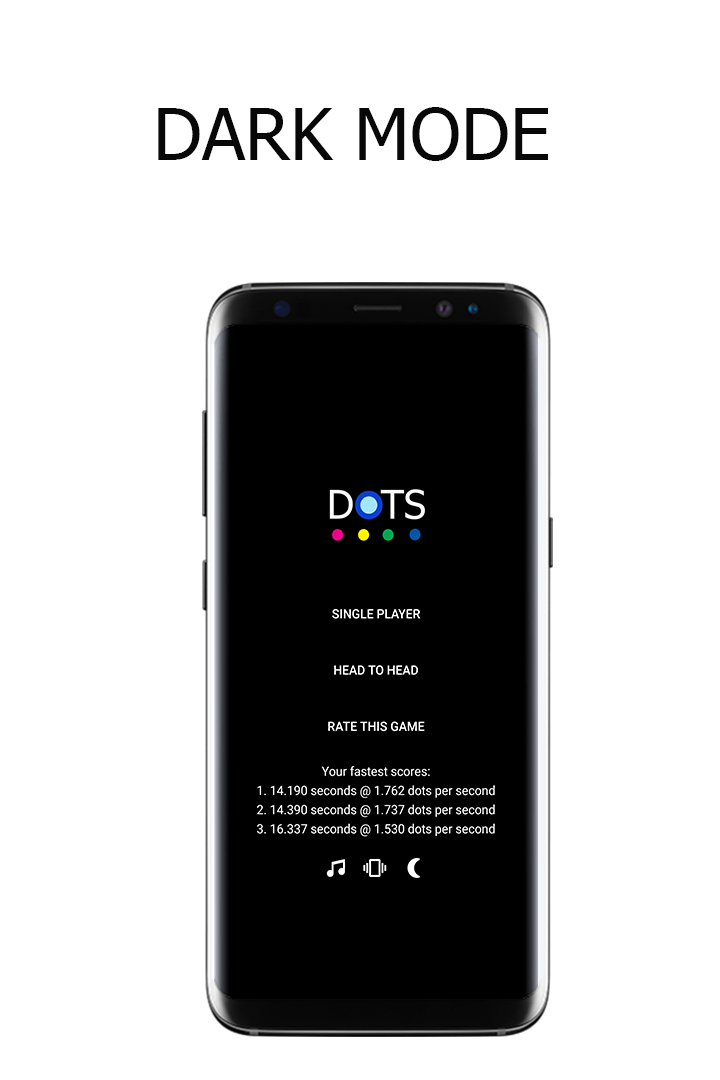 DARK MODE
DOTS
SINGLE PLAYER
HEAD TO HEAD
RATE THIS GAME
Your fastest scores:
1. 14.190 seconds @ 1.762 dots per second
2. 14.390 seconds @ 1.737 dots per second
3. 16.337 seconds @ 1.530 dots per second